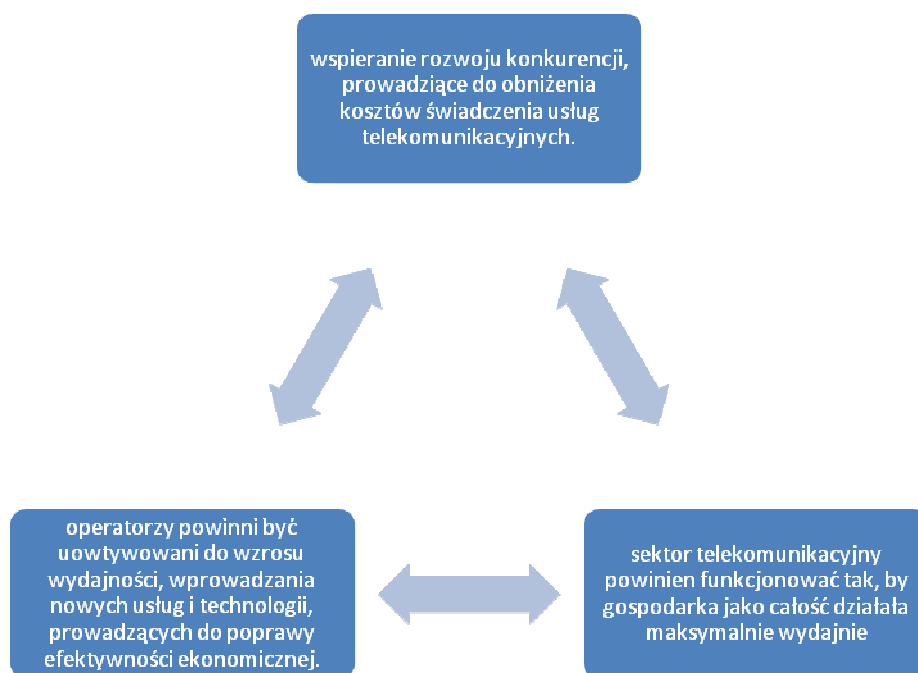 wspieranie rozwoju konkurencji,
prowadziące do obniżenia
kosztów świadczenia usług
telekomunikacyjnych.
operatorzy powinni być
uowtywowani do wzrosu
wydajności, wprowadzania
nowych usług i technologii,
prowadzących do poprawy
efektywności ekonomicznej.
sektor telekomunikacyjny
powinien funkcjonować tak, by
gospodarka jako całość działała
maksymalnie wydajnie